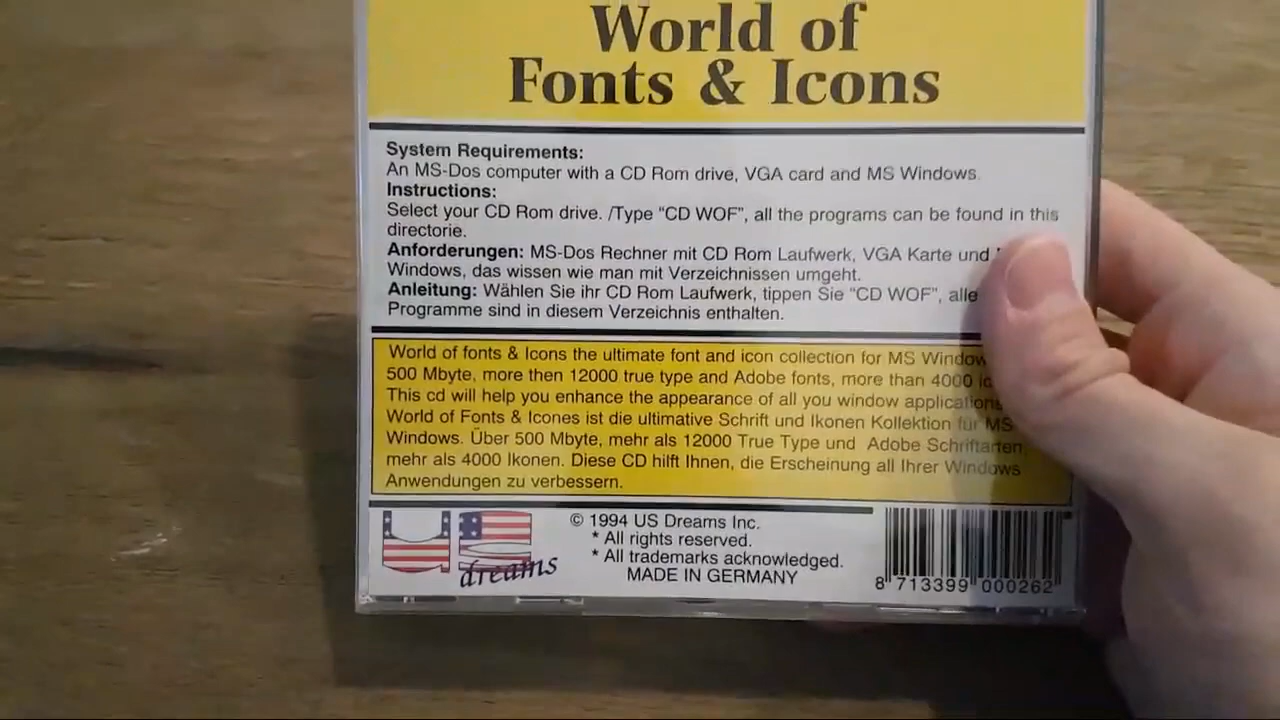 World of
Fonts & Icons
System Requirements:
An MS-Dos computer with a CD Rom drive, VGA card and MS Windows.
Instructions:
Select your CD Rom drive. /Type “CD WOF”, all the programs can be found in this
directorie.
Anforderungen: MS-Dos Rechner mit CD Rom Laufwerk, VGA Karte und
Windows, das wissen wie man mit Verzeichnissen umgeht.
Anleitung: Wählen Sie ihr CD Rom Laufwerk, tippen Sie “CD WOF”, alle
Programme sind in diesem Verzeichnis enthalten.
World of fonts & Icons the ultimate font and icon collection for MS
500 Mbyte, more then 12000 true type and Adobe fonts, more than 4000
This cd will help you enhance the appearance of all you window applications
World of Fonts & Icones ist die ultimative Schrift und Ikonen Kollektion für MS
Windows. Über 500 Mbyte, mehr als 12000 True Type und Adobe Schriftarten
mehr als 4000 Ikonen. Diese CD hilft Ihnen, die Erscheinung all Ihrer Windows
Anwendungen zu verbessern.
US
dreams
© 1994 US Dreams Inc.
* All rights reserved.
* All trademarks acknowledged.
MADE IN GERMANY
8 713399 000262